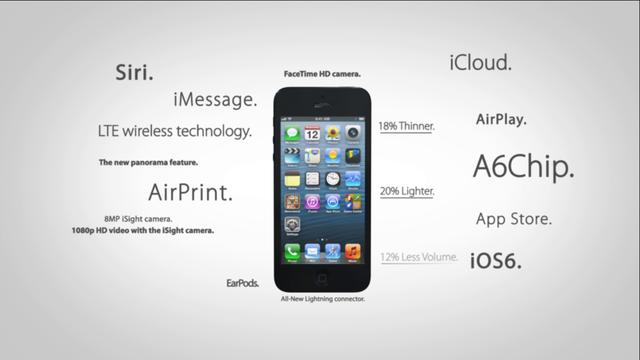 Siri.
FaceTime HD camera.
iCloud.
iMessage.
AirPlay.
18% Thinner.
LTE wireless technology.
The new panorama feature.
A6Chip.
AirPrint.
20% Lighter.
8MP iSight camera.
App Store.
1080p HD video with the iSight camera.
12% Less Volume.
iOS6.
EarPods.
All-New Lightning connector.